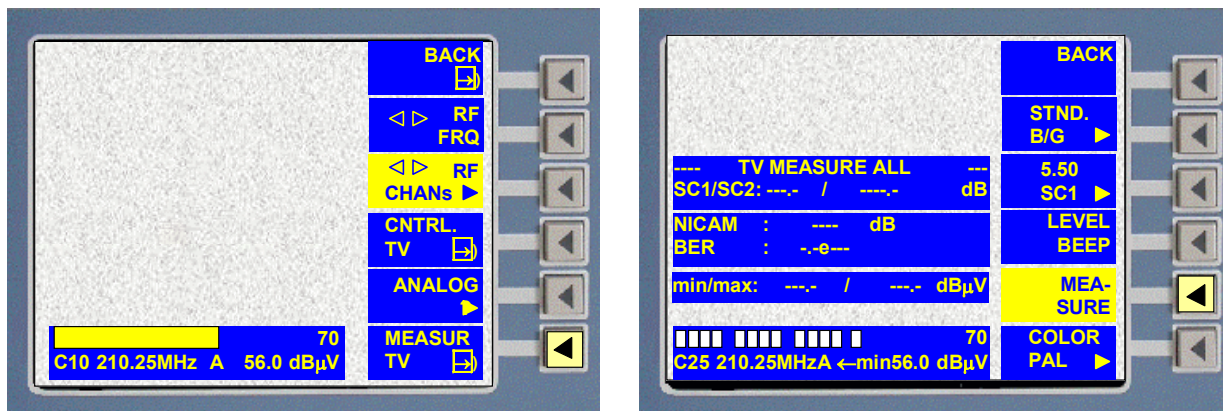 BACK
◁ ▷ RF
FRQ
◁ ▷ RF
CHANs ▶
CNTRL.
TV
ANALOG
MEASUR
TV
70
C10 210.25MHz A 56.0 dBµV
BACK
STND.
B/G ▶
5.50
SC1 ▶
LEVEL
BEEP
MEA-
SURE
COLOR
PAL ▶
---- TV MEASURE ALL ---
SC1/SC2: ---.- / ----.- dB
NICAM : ---- dB
BER : -.-e---
min/max: ---.- / ---.- dBµV
70
C25 210.25MHzA ←min56.0 dBµV